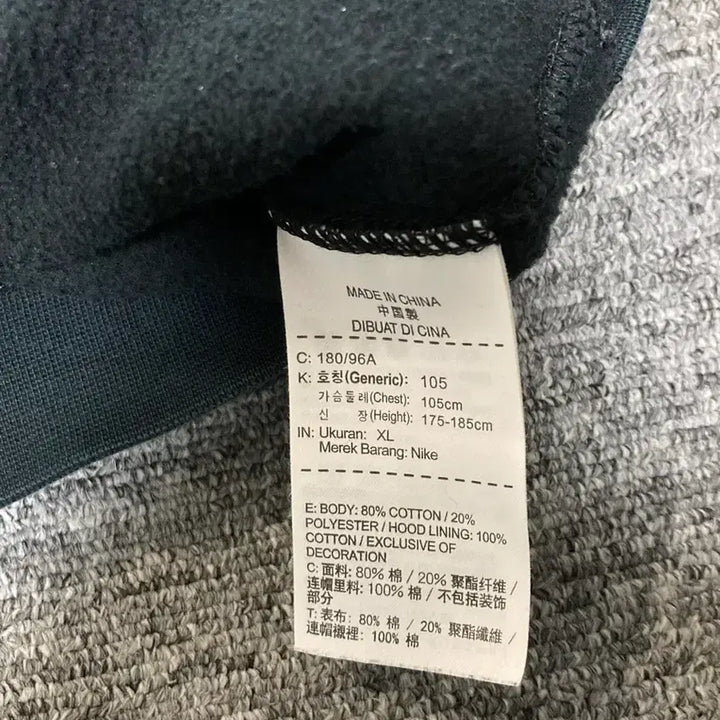 MADE IN CHINA
中国製
DIBUAT DI CINA
C: 180/96A
K: 호칭(Generic): 105
가슴둘레(Chest): 105cm
신 장(Height): 175-185cm
IN: Ukuran: XL
Merek Barang: Nike
E: BODY: 80% COTTON / 20%
POLYESTER / HOOD LINING: 100%
COTTON / EXCLUSIVE OF
DECORATION
C: 面料: 80% 棉 / 20% 聚酯纤维 /
连帽里料: 100% 棉 / 不包括装饰
部分
T: 表布: 80% 棉 / 20% 聚酯纖維 /
連帽襯裡: 100% 棉